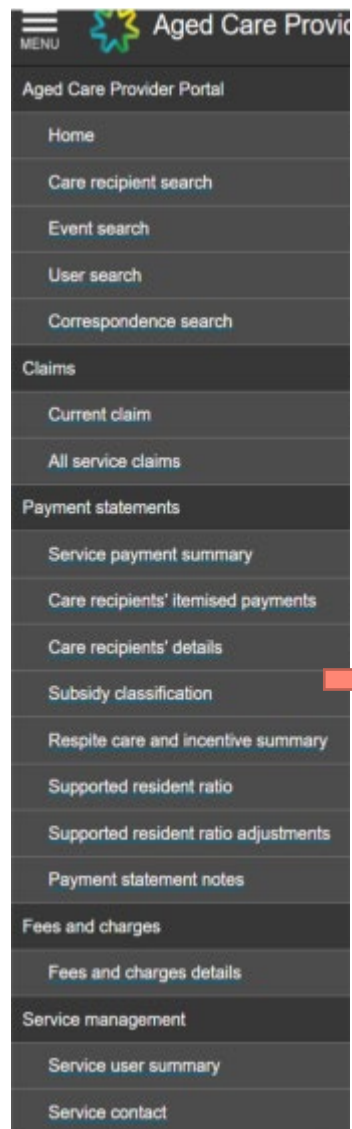 MENU
Aged Care Provid
Aged Care Provider Portal
Home
Care recipient search
Event search
User search
Correspondence search
Claims
Current claim
All service claims
Payment statements
Service payment summary
Care recipients' itemised payments
Care recipients' details
Subsidy classification
Respite care and incentive summary
Supported resident ratio
Supported resident ratio adjustments
Payment statement notes
Fees and charges
Fees and charges details
Service management
Service user summary
Service contact